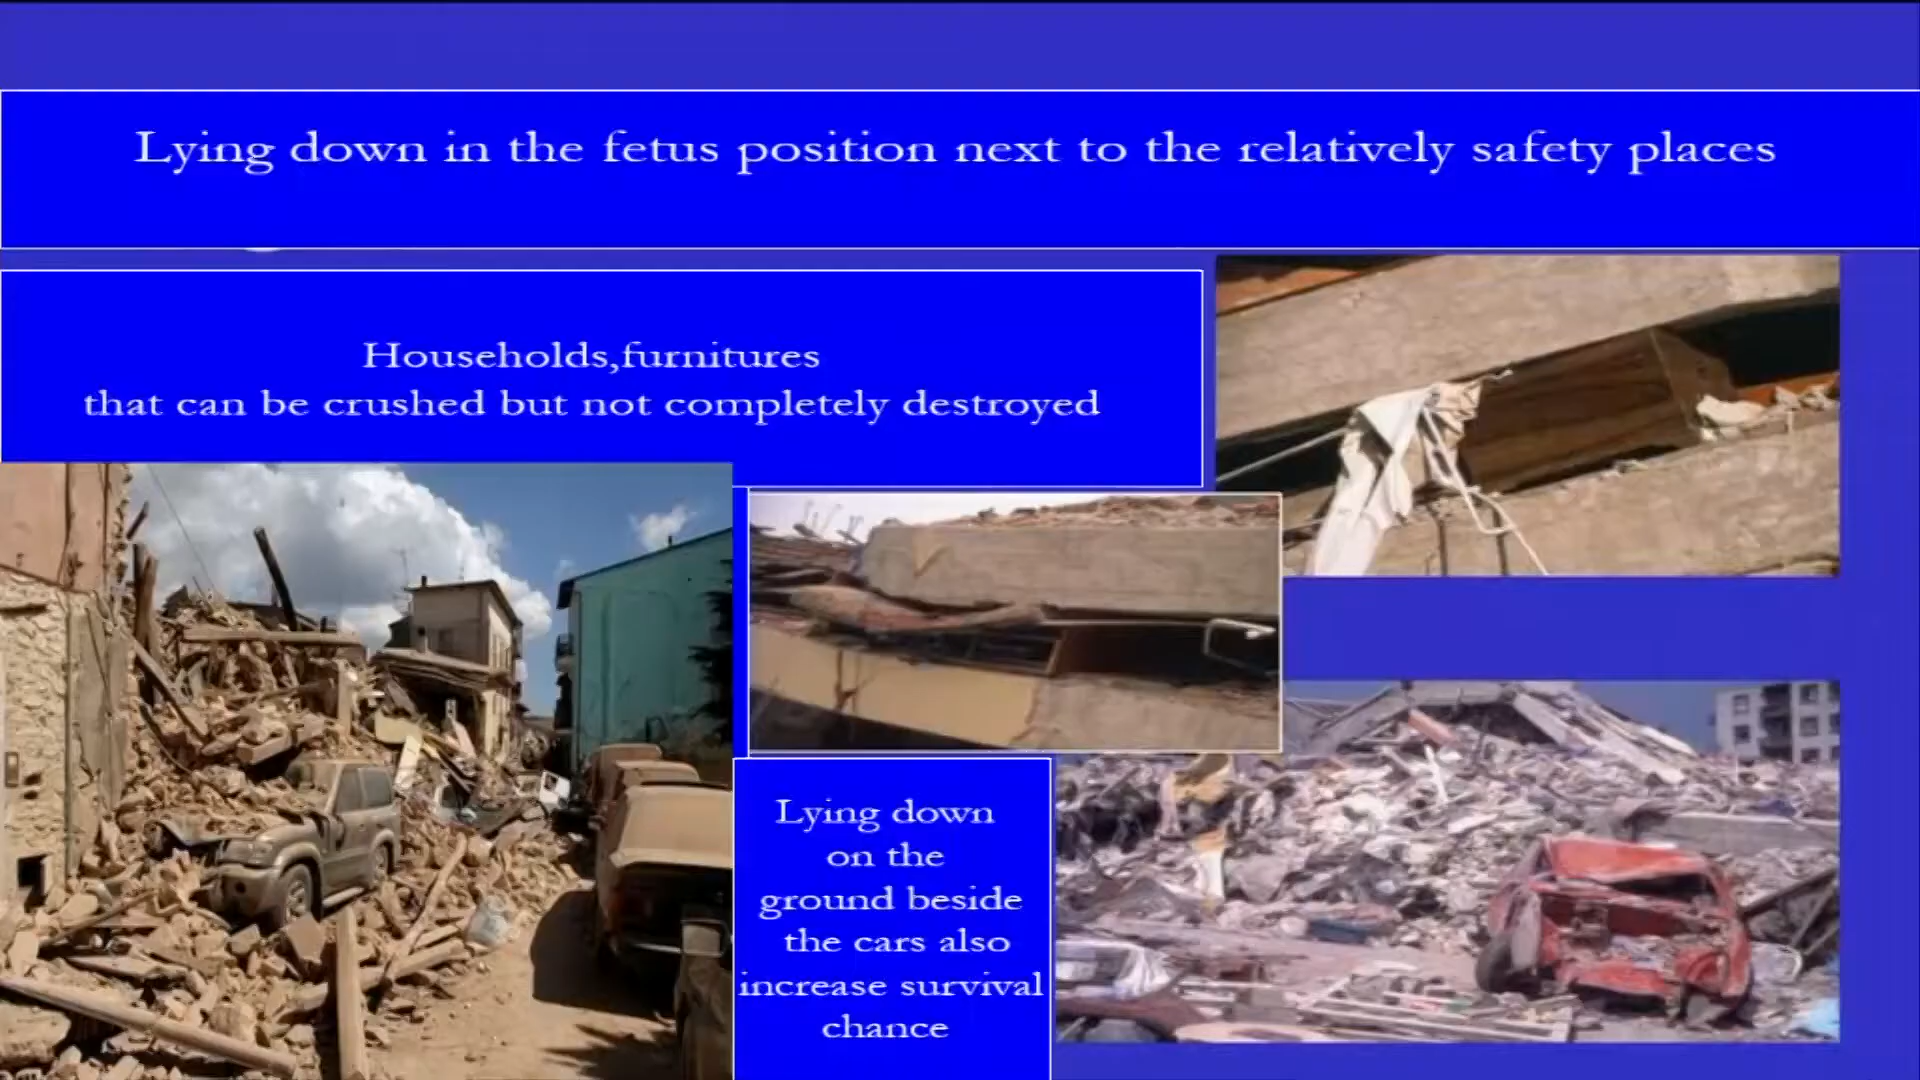 Lying down in the fetus position next to the relatively safety places
Households,furnitures
that can be crushed but not completely destroyed
Lying down
on the
ground beside
the cars also
increase survival
chance